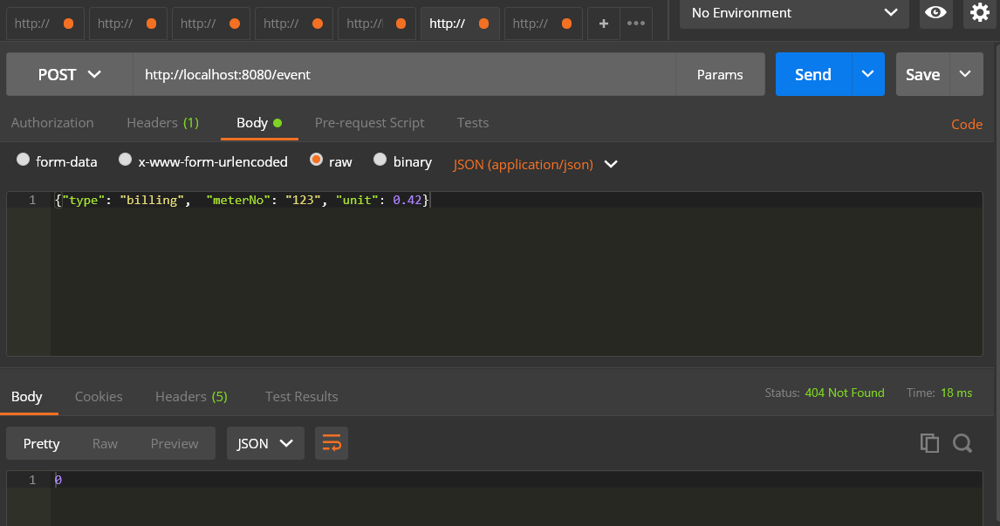 http:// http:// http:// http:// http:// http:// http:// + ••• No Environment
POST http://localhost:8080/event Params Send Save
Authorization Headers (1) Body Pre-request Script Tests Code
form-data x-www-form-urlencoded raw binary JSON (application/json)
1 {"type": "billing",  "meterNo": "123", "unit": 0.42}
Body Cookies Headers (5) Test Results Status: 404 Not Found Time: 18 ms
Pretty Raw Preview JSON
1 0